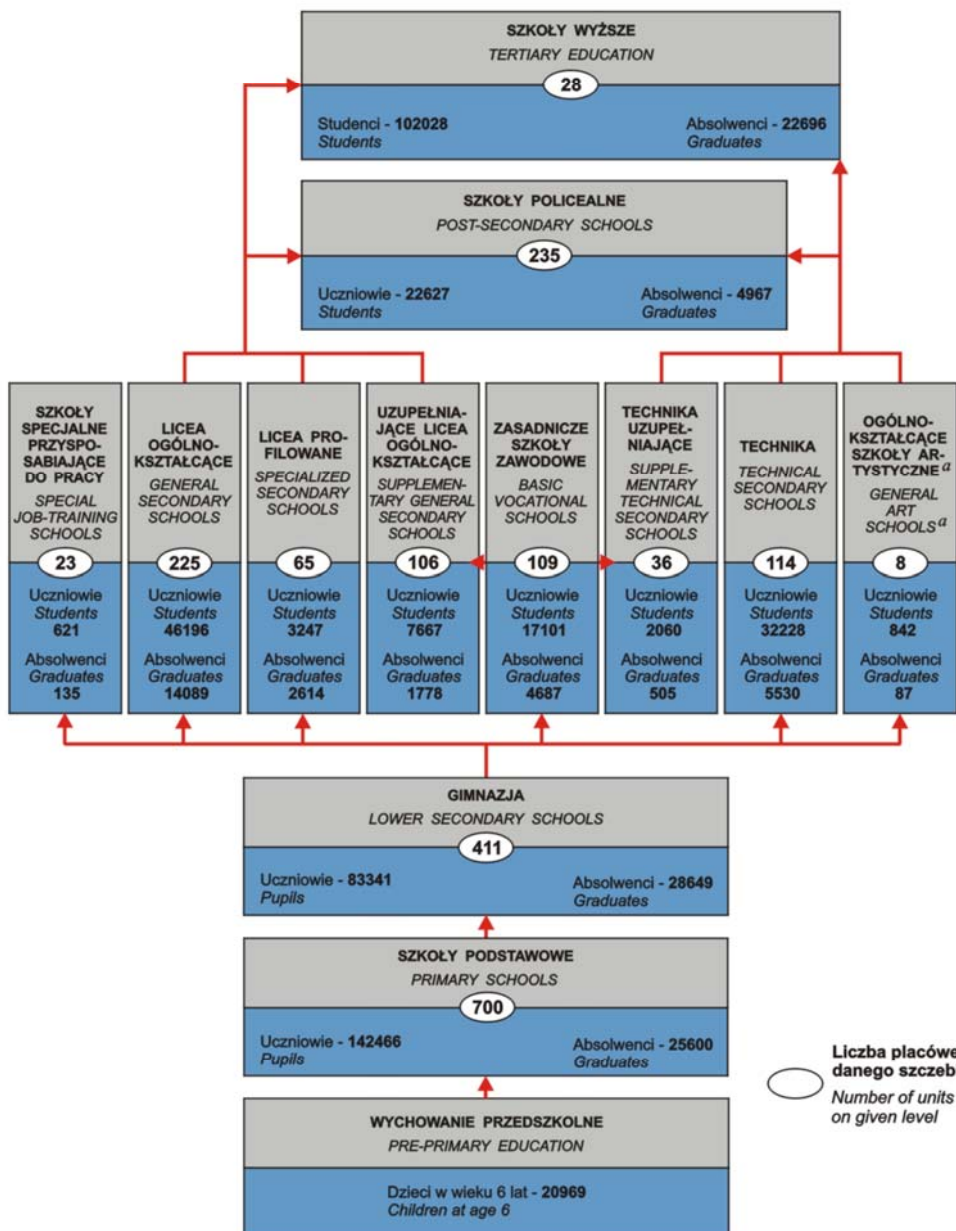 SZKOŁY WYŻSZE
TERTIARY EDUCATION
28
Studenci - 102028
Students
Absolwenci - 22696
Graduates
SZKOŁY POLICEALNE
POST-SECONDARY SCHOOLS
235
Uczniowie - 22627
Students
Absolwenci - 4967
Graduates
SZKOŁY
SPECJALNE
PRZYSPO-
SABIAJĄCE
DO PRACY
SPECIAL
JOB-TRAINING
SCHOOLS
23
Uczniowie
Students
621
Absolwenci
Graduates
135
LICEA
OGÓLNO-
KSZTAŁCĄCE
GENERAL
SECONDARY
SCHOOLS
225
Uczniowie
Students
46196
Absolwenci
Graduates
14089
LICEA PRO-
FILOWANE
SPECIALIZED
SECONDARY
SCHOOLS
65
Uczniowie
Students
3247
Absolwenci
Graduates
2614
UZUPEŁNIA-
JĄCE LICEA
OGÓLNO-
KSZTAŁCĄCE
SUPPLEMEN-
TARY GENERAL
SECONDARY
SCHOOLS
106
Uczniowie
Students
7667
Absolwenci
Graduates
1778
ZASADNICZE
SZKOŁY
ZAWODOWE
BASIC
VOCATIONAL
SCHOOLS
109
Uczniowie
Students
17101
Absolwenci
Graduates
4687
TECHNIKA
UZUPEŁ-
NIAJĄCE
SUPPLE-
MENTARY
TECHNICAL
SECONDARY
SCHOOLS
36
Uczniowie
Students
2060
Absolwenci
Graduates
505
TECHNIKA
TECHNICAL
SECONDARY
SCHOOLS
114
Uczniowie
Students
32228
Absolwenci
Graduates
5530
OGÓLNO-
KSZTAŁCĄCE
SZKOŁY AR-
TYSTYCZNE a
GENERAL
ART
SCHOOLS a
8
Uczniowie
Students
842
Absolwenci
Graduates
87
GIMNAZJA
LOWER SECONDARY SCHOOLS
411
Uczniowie - 83341
Pupils
Absolwenci - 28649
Graduates
SZKOŁY PODSTAWOWE
PRIMARY SCHOOLS
700
Uczniowie - 142466
Pupils
Absolwenci - 25600
Graduates
WYCHOWANIE PRZEDSZKOLNE
PRE-PRIMARY EDUCATION
Dzieci w wieku 6 lat - 20969
Children at age 6
Liczba placówe
danego szczeb
Number of units
on given level